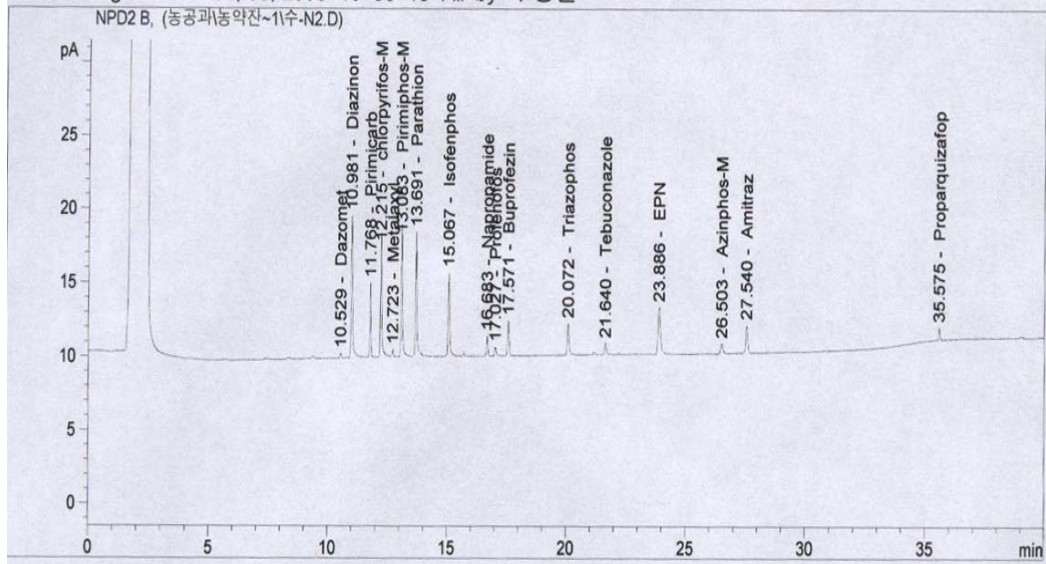 NPD2 B, (농공과\농약잔~1\수-N2.D)
pA
25
20
15
10
5
0
10.529 - Dazomet
10.981 - Diazinon
11.768 - Pirimicarb
12.215 - chlorpyrifos-M
12.723 - Metalaxyl
13.083 - Pirimiphos-M
13.691 - Parathion
15.067 - Isofenphos
16.683 - Napropamide
17.027 - Profenofos
17.571 - Buprofezin
20.072 - Triazophos
21.640 - Tebuconazole
23.886 - EPN
26.503 - Azinphos-M
27.540 - Amitraz
35.575 - Proparquizafop
0 5 10 15 20 25 30 35 min